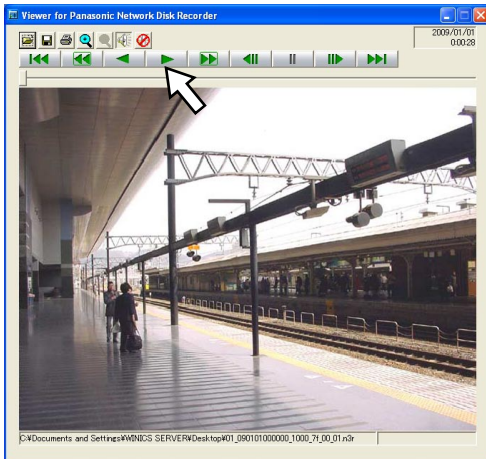 Viewer for Panasonic Network Disk Recorder
2009/01/01
0:00:28
C:¥Documents and Settings¥WINICS SERVER¥Desktop¥01_090101000000_1000_7f_00_01.n3r